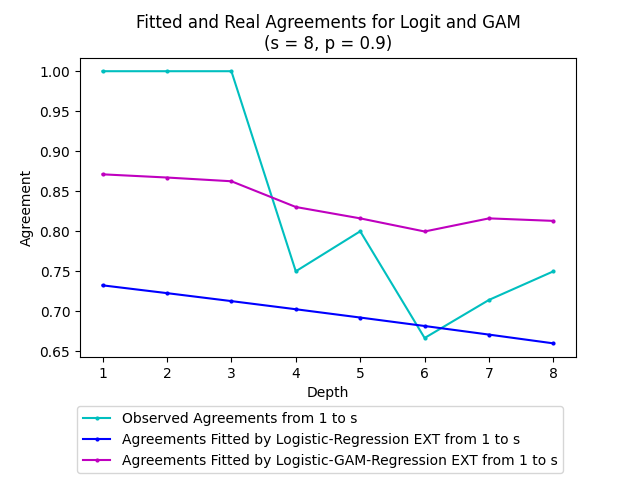 Fitted and Real Agreements for Logit and GAM
(s = 8, p = 0.9)
1.00
0.95
0.90
0.85
0.80
0.75
0.70
0.65
Agreement
1 2 3 4 5 6 7 8
Depth
Observed Agreements from 1 to s
Agreements Fitted by Logistic-Regression EXT from 1 to s
Agreements Fitted by Logistic-GAM-Regression EXT from 1 to s